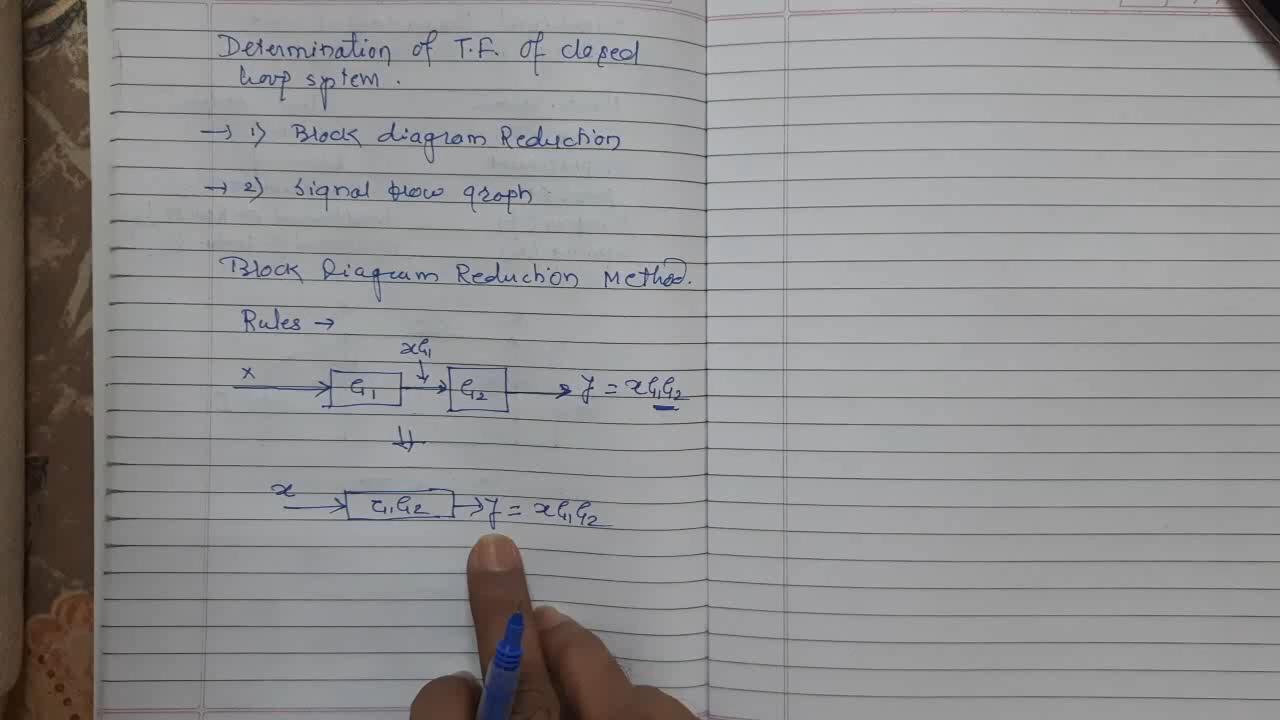 Determination of T.F. of closed
loop system.
→ 1) Block diagram Reduction
→ 2) Signal flow graph
Block Diagram Reduction Method.
Rules →
xG₁
x G₁ G₂ y = xG₁G₂
x G₁G₂ y = xG₁G₂